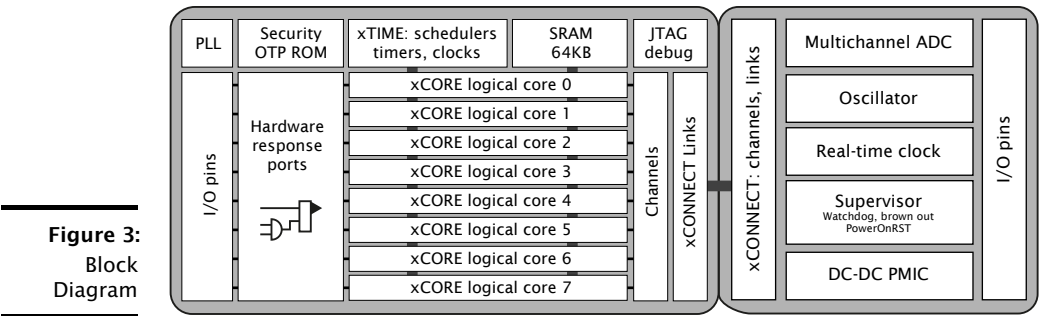 PLL
Security
OTP ROM
xTIME: schedulers
timers, clocks
SRAM
64KB
JTAG
debug
I/O pins
Hardware
response
ports
xCORE logical core 0
xCORE logical core 1
xCORE logical core 2
xCORE logical core 3
xCORE logical core 4
xCORE logical core 5
xCORE logical core 6
xCORE logical core 7
Channels
xCONNECT Links
xCONNECT: channels, links
Multichannel ADC
Oscillator
Real-time clock
Supervisor
Watchdog, brown out
PowerOnRST
DC-DC PMIC
I/O pins
Figure 3:
Block
Diagram